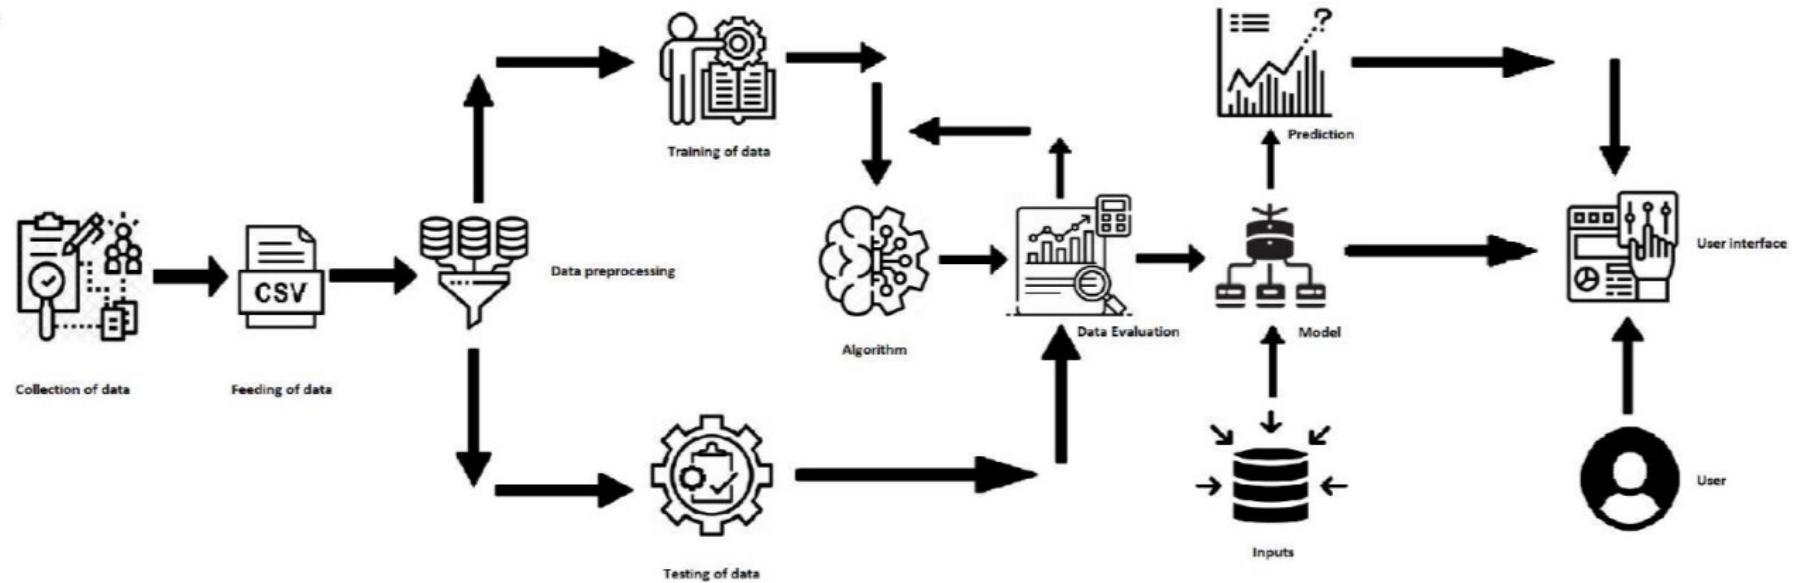 Training of data
Prediction
Data preprocessing
User interface
CSV
Data Evaluation
Model
Algorithm
Collection of data
Feeding of data
User
Inputs
Testing of data
?